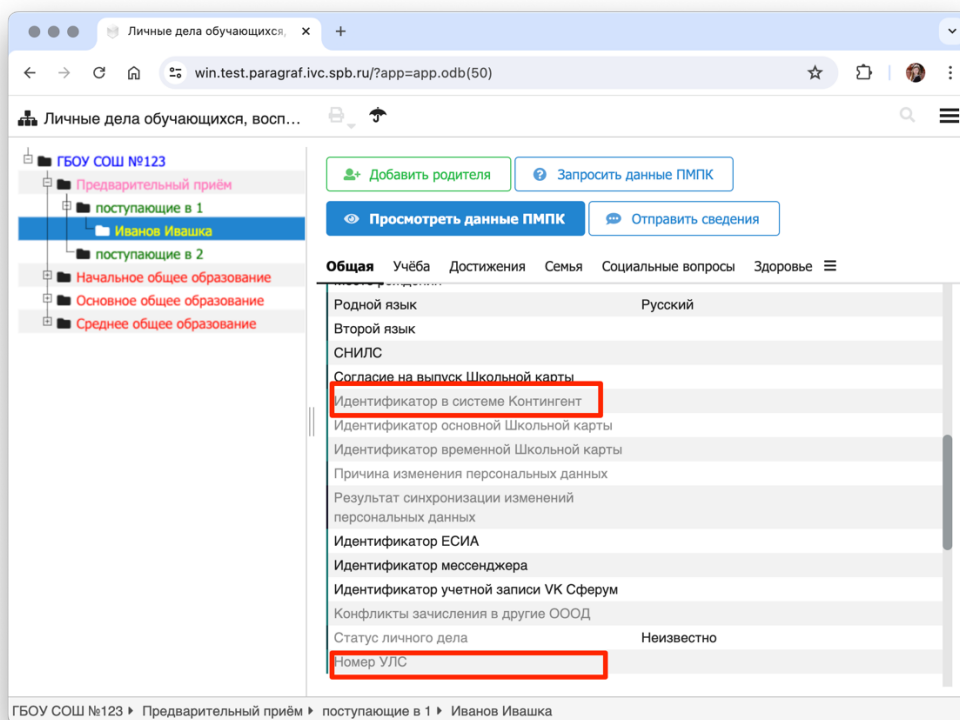 Личные дела обучающихся,
win.test.paragraf.ivc.spb.ru/?app=app.odb(50)
Личные дела обучающихся, восп...
ГБОУ СОШ №123
Предварительный приём
поступающие в 1
Иванов Ивашка
поступающие в 2
Начальное общее образование
Основное общее образование
Среднее общее образование
Добавить родителя
Запросить данные ПМПК
Просмотреть данные ПМПК
Отправить сведения
Общая Учёба Достижения Семья Социальные вопросы Здоровье
Место рождения
Родной язык Русский
Второй язык
СНИЛС
Согласие на выпуск Школьной карты
Идентификатор в системе Контингент
Идентификатор основной Школьной карты
Идентификатор временной Школьной карты
Причина изменения персональных данных
Результат синхронизации изменений
персональных данных
Идентификатор ЕСИА
Идентификатор мессенджера
Идентификатор учетной записи VK Сферум
Конфликты зачисления в другие ОООД
Статус личного дела Неизвестно
Номер УЛС
ГБОУ СОШ №123 Предварительный приём поступающие в 1 Иванов Ивашка